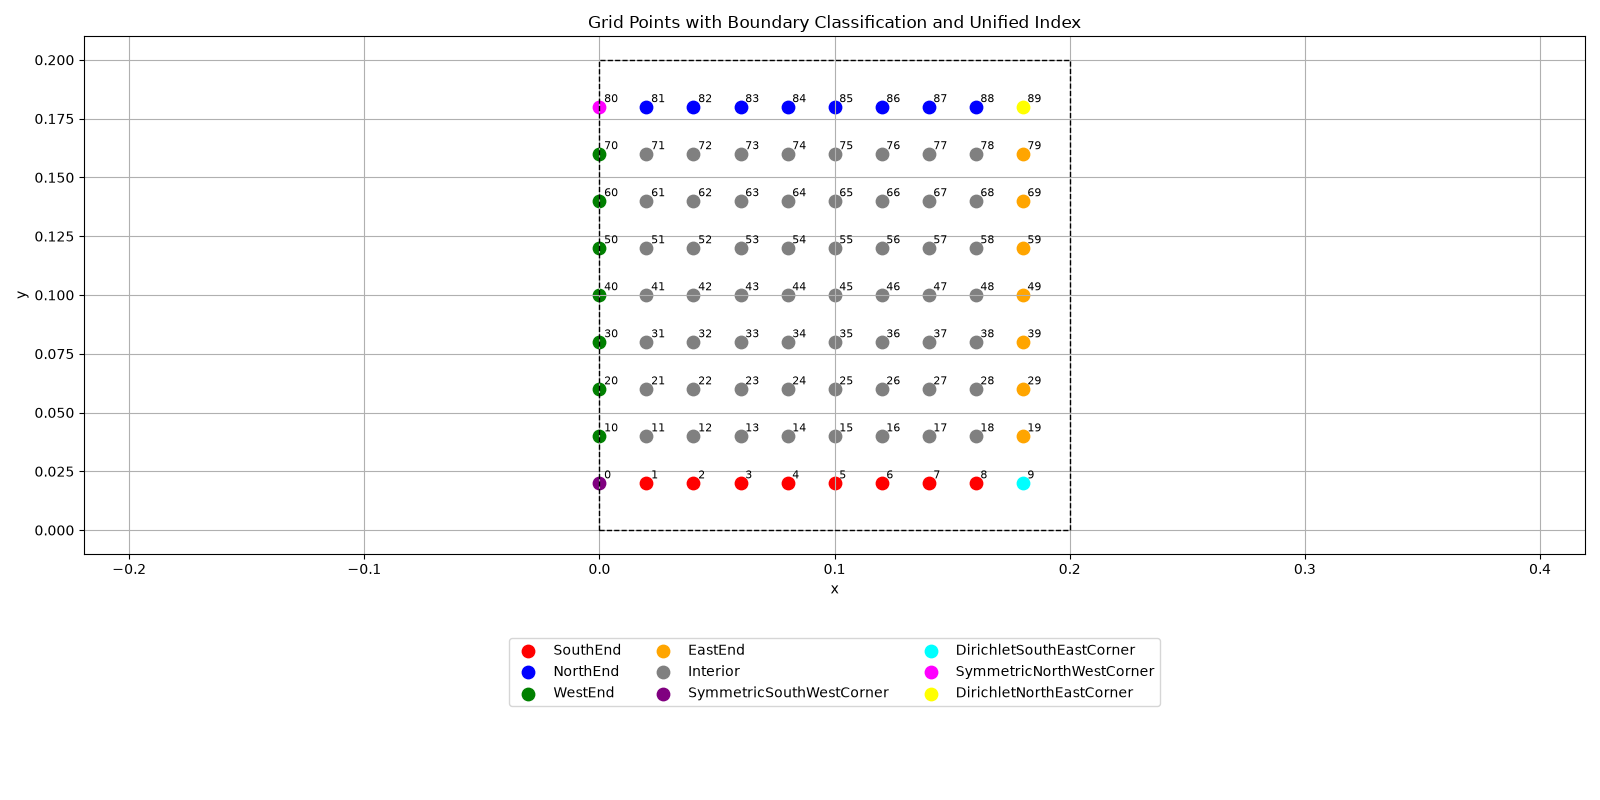 Grid Points with Boundary Classification and Unified Index
0.200
80 81 82 83 84 85 86 87 88 89
0.175
70 71 72 73 74 75 76 77 78 79
0.150
60 61 62 63 64 65 66 67 68 69
0.125
50 51 52 53 54 55 56 57 58 59
y
0.100
40 41 42 43 44 45 46 47 48 49
30 31 32 33 34 35 36 37 38 39
0.075
20 21 22 23 24 25 26 27 28 29
0.050
10 11 12 13 14 15 16 17 18 19
0.025
0 1 2 3 4 5 6 7 8 9
0.000
−0.2 −0.1 0.0 0.1 0.2 0.3 0.4
x
SouthEnd
NorthEnd
WestEnd
EastEnd
Interior
SymmetricSouthWestCorner
DirichletSouthEastCorner
SymmetricNorthWestCorner
DirichletNorthEastCorner